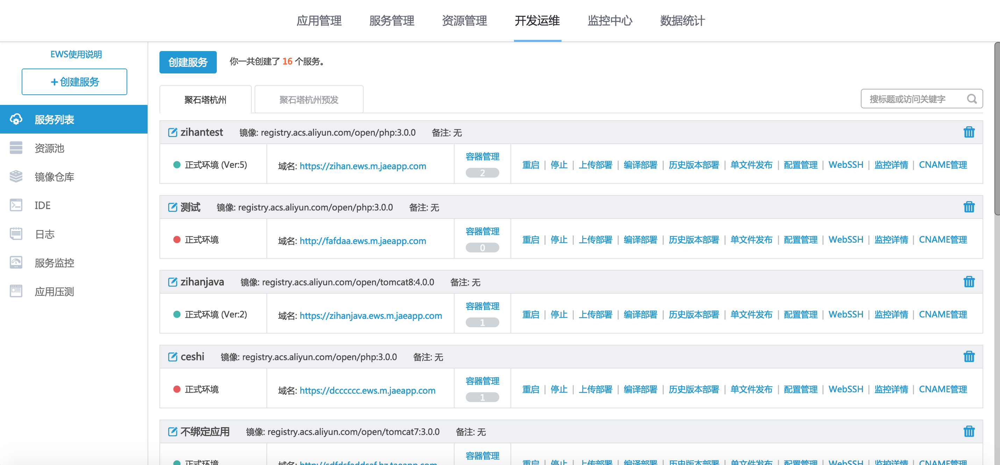 应用管理 服务管理 资源管理 开发运维 监控中心 数据统计
EWS使用说明
+ 创建服务
服务列表
资源池
镜像仓库
IDE
日志
服务监控
应用压测
创建服务 你一共创建了 16 个服务。
聚石塔杭州 聚石塔杭州预发 搜标题或访问关键字
zihantest 镜像: registry.acs.aliyun.com/open/php:3.0.0 备注: 无
正式环境 (Ver:5) 域名: https://zihan.ews.m.jaeapp.com 容器管理 2 重启 | 停止 | 上传部署 | 编译部署 | 历史版本部署 | 单文件发布 | 配置管理 | WebSSH | 监控详情 | CNAME管理
测试 镜像: registry.acs.aliyun.com/open/php:3.0.0 备注: 无
正式环境 域名: http://fafdaa.ews.m.jaeapp.com 容器管理 0 重启 | 停止 | 上传部署 | 编译部署 | 历史版本部署 | 单文件发布 | 配置管理 | WebSSH | 监控详情 | CNAME管理
zihanjava 镜像: registry.acs.aliyun.com/open/tomcat8:4.0.0 备注: 无
正式环境 (Ver:2) 域名: https://zihanjava.ews.m.jaeapp.com 容器管理 1 重启 | 停止 | 上传部署 | 编译部署 | 历史版本部署 | 单文件发布 | 配置管理 | WebSSH | 监控详情 | CNAME管理
ceshi 镜像: registry.acs.aliyun.com/open/php:3.0.0 备注: 无
正式环境 域名: https://dcccccc.ews.m.jaeapp.com 容器管理 1 重启 | 停止 | 上传部署 | 编译部署 | 历史版本部署 | 单文件发布 | 配置管理 | WebSSH | 监控详情 | CNAME管理
不绑定应用 镜像: registry.acs.aliyun.com/open/tomcat7:3.0.0 备注: 无
正式环境 域名: 容器管理 重启 | 停止 | 上传部署 | 编译部署 | 历史版本部署 | 单文件发布 | 配置管理 | WebSSH | 监控详情 | CNAME管理